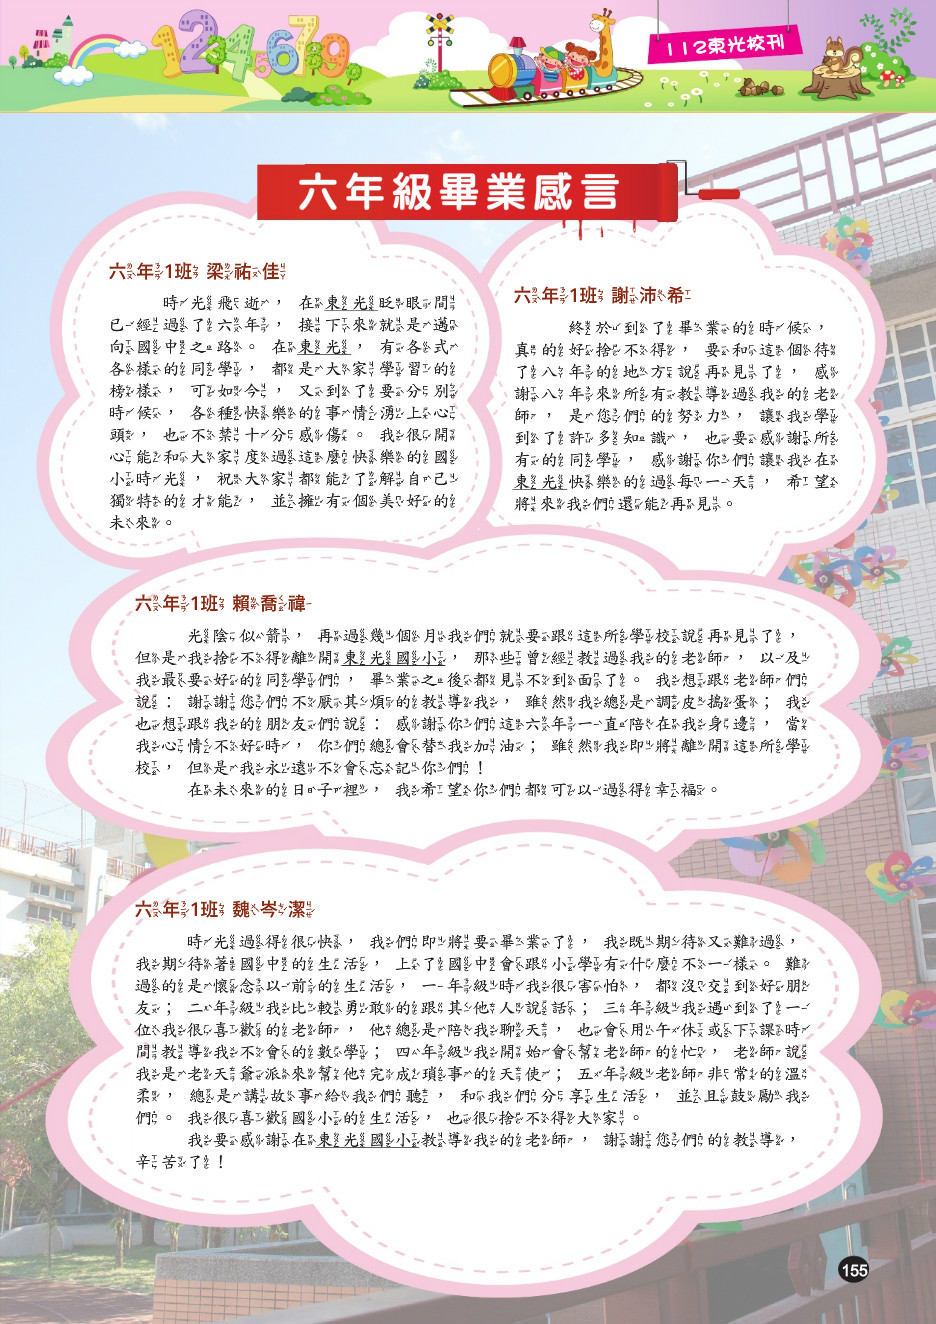 112東光校刊
六年級畢業感言
六年1班 梁祐佳
時光飛逝，在東光眨眼間
已經過了六年，接下來就是邁
向國中之路。在東光，有各式
各樣的同學，都是大家學習的
榜樣，可如今，又到了要分別
時候，各種快樂的事情湧上心
頭，也不禁十分感傷。我很開
心能和大家度過這麼快樂的國
小時光，祝大家都能了解自己
獨特的才能，並擁有個美好的
未來。
六年1班 謝沛希
終於到了畢業的時候，
真的好捨不得，要和這個待
了八年的地方說再見了，感
謝八年來所有教導過我的老
師，是您們的努力，讓我學
到了許多知識，也要感謝所
有的同學，感謝你們讓我在
東光快樂的過每一天，希望
將來我們還能再見。
六年1班 賴喬禕
光陰似箭，再過幾個月我們就要跟這所學校說再見了，
但是我捨不得離開東光國小，那些曾經教過我的老師，以及
我最要好的同學們，畢業之後都見不到面了。我想跟老師們
說：謝謝您們不厭其煩的教導我，雖然我總是調皮搗蛋；我
也想跟我的朋友們說：感謝你們這六年一直陪在我身邊，當
我心情不好時，你們總會替我加油；雖然我即將離開這所學
校，但是我永遠不會忘記你們！
在未來的日子裡，我希望你們都可以過得幸福。
六年1班 魏岑潔
時光過得很快，我們即將要畢業了，我既期待又難過，
我期待著國中的生活，上了國中會跟小學有什麼不一樣。難
過的是懷念以前的生活，一年級時我很害怕，都沒交到好朋
友；二年級我比較勇敢的跟其他人說話；三年級我遇到了一
位我很喜歡的老師，他總是陪我聊天，也會用午休或下課時
間教導我不會的數學；四年級我開始會幫老師的忙，老師說
我是老天爺派來幫他完成瑣事的天使；五年級老師非常的溫
柔，總是講故事給我們聽，和我們分享生活，並且鼓勵我
們。我很喜歡國小的生活，也很捨不得大家。
我要感謝在東光國小教導我的老師，謝謝您們的教導，
辛苦了！
155